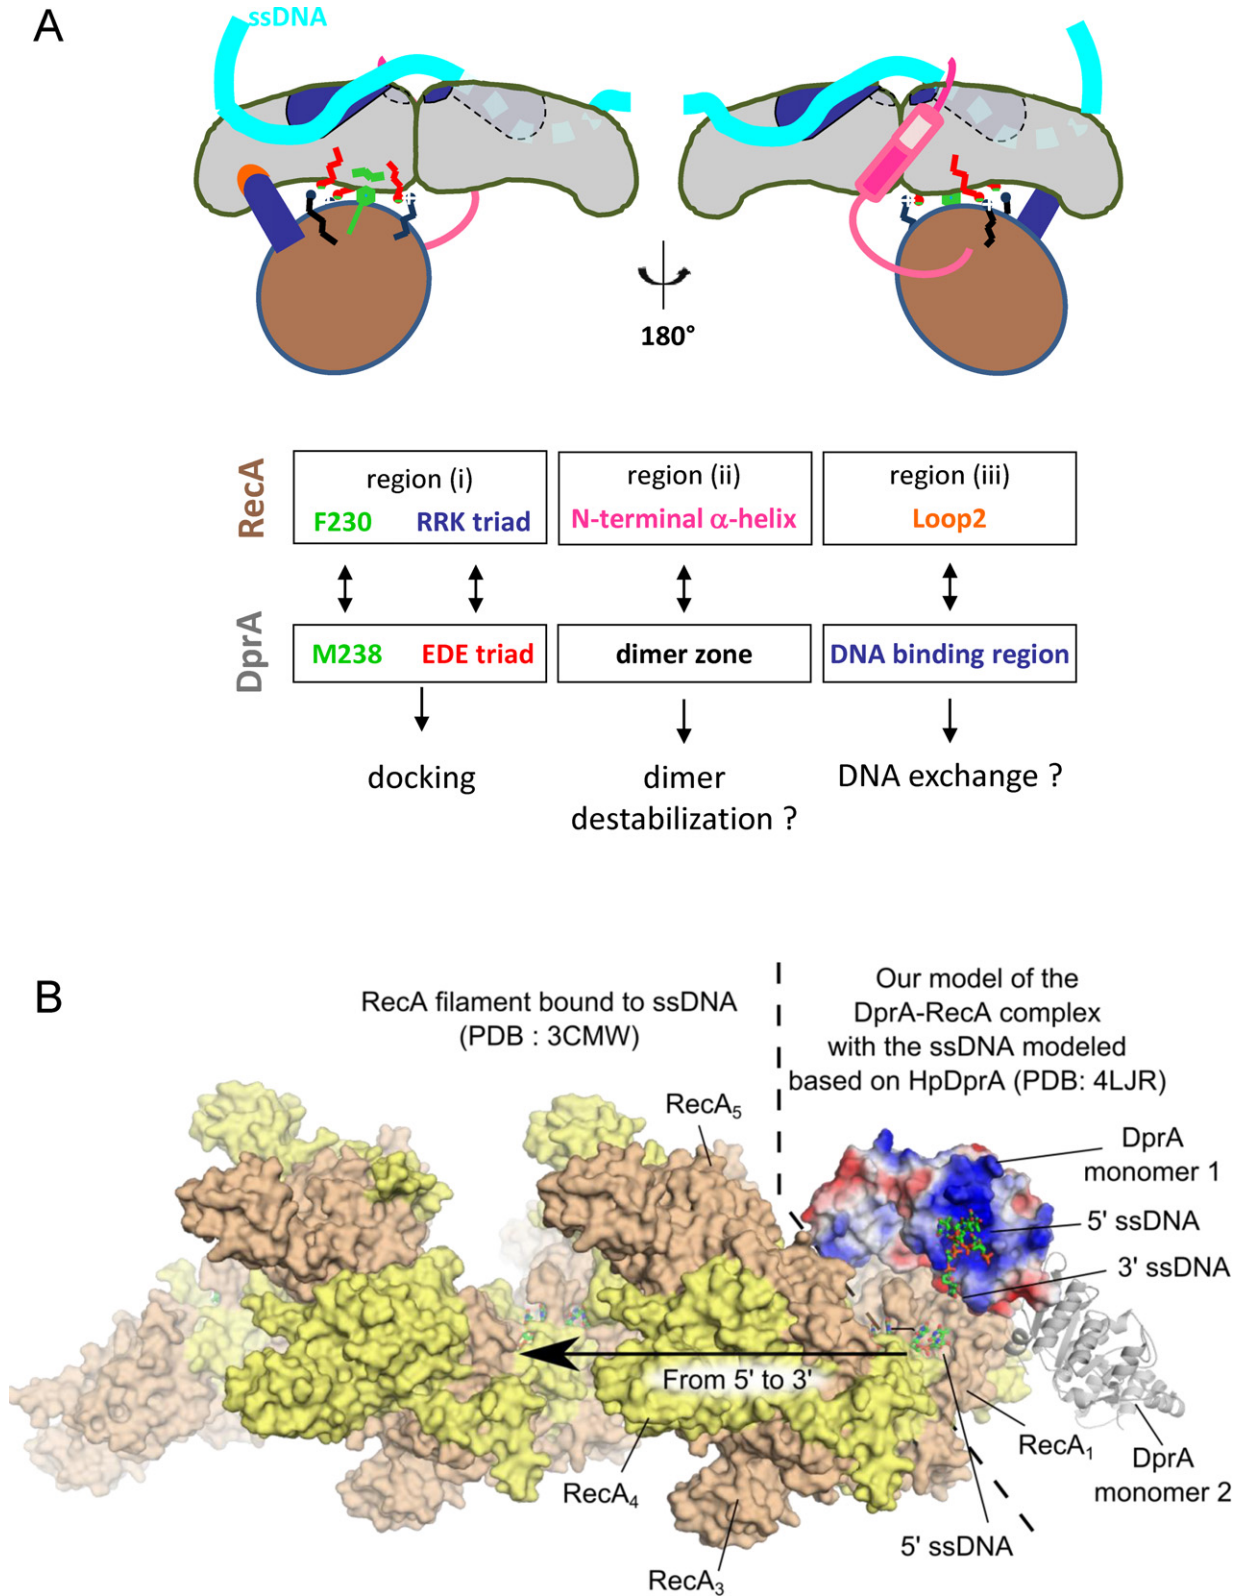 A
ssDNA
180°
RecA
region (i)
F230 RRK triad
region (ii)
N-terminal α-helix
region (iii)
Loop2
DprA
M238 EDE triad
dimer zone
DNA binding region
docking
dimer
destabilization ?
DNA exchange ?
B
RecA filament bound to ssDNA
(PDB : 3CMW)
Our model of the
DprA-RecA complex
with the ssDNA modeled
based on HpDprA (PDB: 4LJR)
RecA5
DprA
monomer 1
5' ssDNA
3' ssDNA
From 5' to 3'
RecA1
RecA4
DprA
monomer 2
5' ssDNA
RecA3